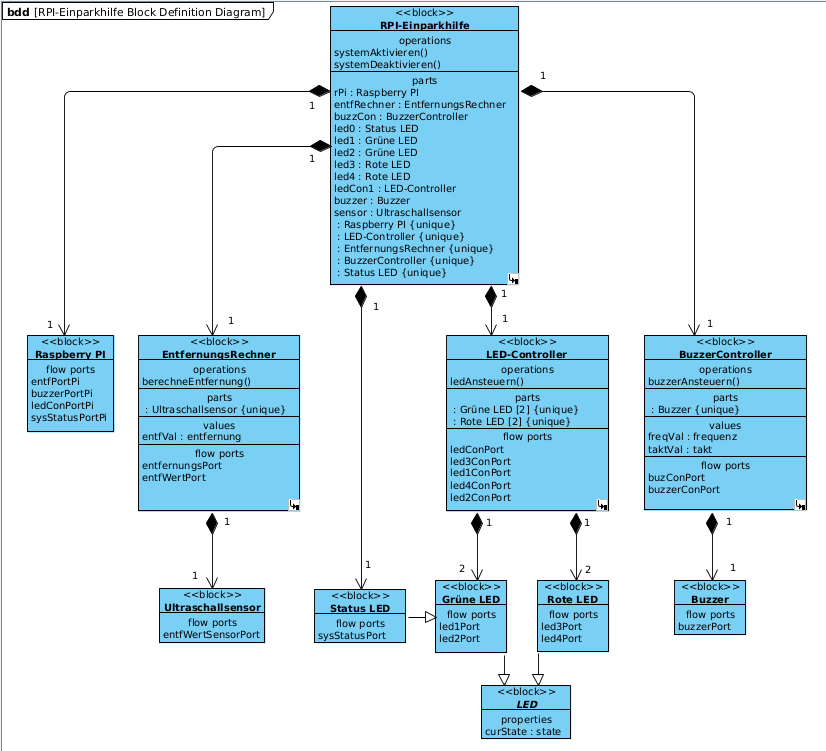 bdd [RPI-Einparkhilfe Block Definition Diagram]
<<block>>
RPI-Einparkhilfe
operations
systemAktivieren()
systemDeaktivieren()
parts
rPi : Raspberry PI
entfRechner : EntfernungsRechner
buzzCon : BuzzerController
led0 : Status LED
led1 : Grüne LED
led2 : Grüne LED
led3 : Rote LED
led4 : Rote LED
ledCon1 : LED-Controller
buzzer : Buzzer
sensor : Ultraschallsensor
: Raspberry PI {unique}
: LED-Controller {unique}
: EntfernungsRechner {unique}
: BuzzerController {unique}
: Status LED {unique}
1
1
1
1
1
1
1
1
1
1
<<block>>
Raspberry PI
flow ports
entfPortPi
buzzerPortPi
ledConPortPi
sysStatusPortPi
<<block>>
EntfernungsRechner
operations
berechneEntfernung()
parts
: Ultraschallsensor {unique}
values
entfVal : entfernung
flow ports
entfernungsPort
entfWertPort
<<block>>
LED-Controller
operations
ledAnsteuern()
parts
: Grüne LED [2] {unique}
: Rote LED [2] {unique}
flow ports
ledConPort
led3ConPort
led1ConPort
led4ConPort
led2ConPort
<<block>>
BuzzerController
operations
buzzerAnsteuern()
parts
: Buzzer {unique}
values
freqVal : frequenz
taktVal : takt
flow ports
buzConPort
buzzerConPort
1
1
1
2
1
2
1
1
<<block>>
Ultraschallsensor
flow ports
entfWertSensorPort
<<block>>
Status LED
flow ports
sysStatusPort
<<block>>
Grüne LED
flow ports
led1Port
led2Port
<<block>>
Rote LED
flow ports
led3Port
led4Port
<<block>>
Buzzer
flow ports
buzzerPort
<<block>>
LED
properties
curState : state